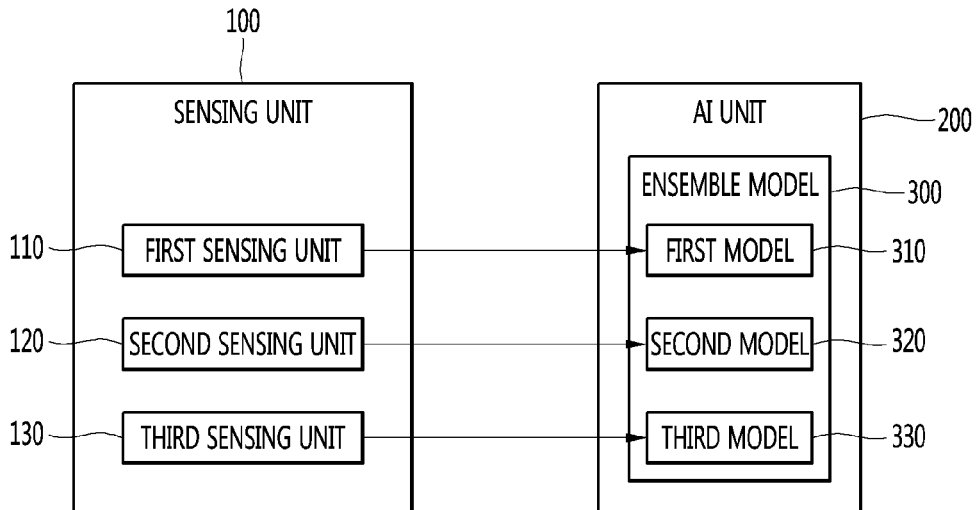 100
SENSING UNIT
AI UNIT
200
ENSEMBLE MODEL
300
110
FIRST SENSING UNIT
FIRST MODEL
310
120
SECOND SENSING UNIT
SECOND MODEL
320
130
THIRD SENSING UNIT
THIRD MODEL
330